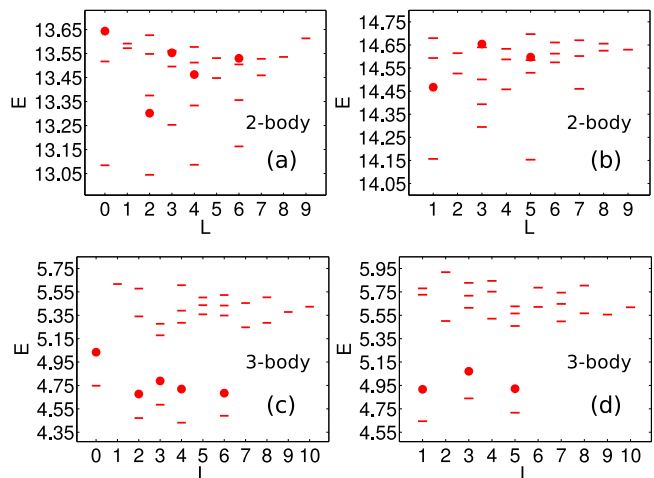 13.65
13.55
13.45
13.35
13.25
13.15
13.05
E
2-body
(a)
0 1 2 3 4 5 6 7 8 9
L
14.75
14.65
14.55
14.45
14.35
14.25
14.15
14.05
E
2-body
(b)
1 2 3 4 5 6 7 8 9
L
5.75
5.55
5.35
5.15
4.95
4.75
4.55
4.35
E
3-body
(c)
0 1 2 3 4 5 6 7 8 9 10
5.95
5.75
5.55
5.35
5.15
4.95
4.75
4.55
E
3-body
(d)
1 2 3 4 5 6 7 8 9 10